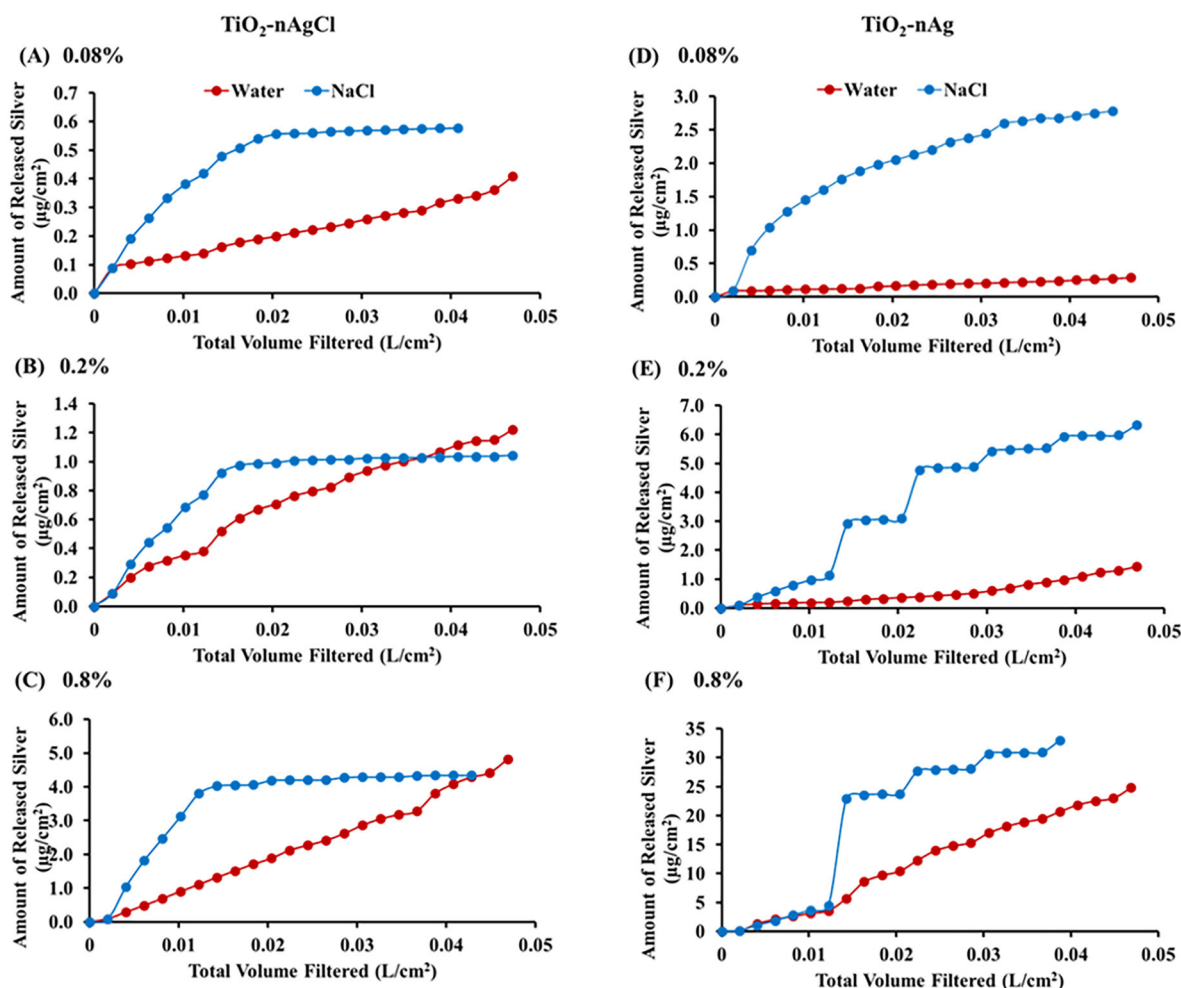 TiO₂-nAgCl
(A) 0.08%
Water NaCl
Amount of Released Silver
(µg/cm²)
0.7
0.6
0.5
0.4
0.3
0.2
0.1
0.0
0 0.01 0.02 0.03 0.04 0.05
Total Volume Filtered (L/cm²)
(B) 0.2%
Amount of Released Silver
(µg/cm²)
1.4
1.2
1.0
0.8
0.6
0.4
0.2
0.0
0 0.01 0.02 0.03 0.04 0.05
Total Volume Filtered (L/cm²)
(C) 0.8%
Amount of Released Silver
(µg/cm²)
6.0
5.0
4.0
3.0
2.0
1.0
0.0
0 0.01 0.02 0.03 0.04 0.05
Total Volume Filtered (L/cm²)
TiO₂-nAg
(D) 0.08%
Water NaCl
Amount of Released Silver
(µg/cm²)
3.0
2.5
2.0
1.5
1.0
0.5
0.0
0 0.01 0.02 0.03 0.04 0.05
Total Volume Filtered (L/cm²)
(E) 0.2%
Amount of Released Silver
(µg/cm²)
7.0
6.0
5.0
4.0
3.0
2.0
1.0
0.0
0 0.01 0.02 0.03 0.04 0.05
Total Volume Filtered (L/cm²)
(F) 0.8%
Amount of Released Silver
(µg/cm²)
35
30
25
20
15
10
5
0
0 0.01 0.02 0.03 0.04 0.05
Total Volume Filtered (L/cm²)